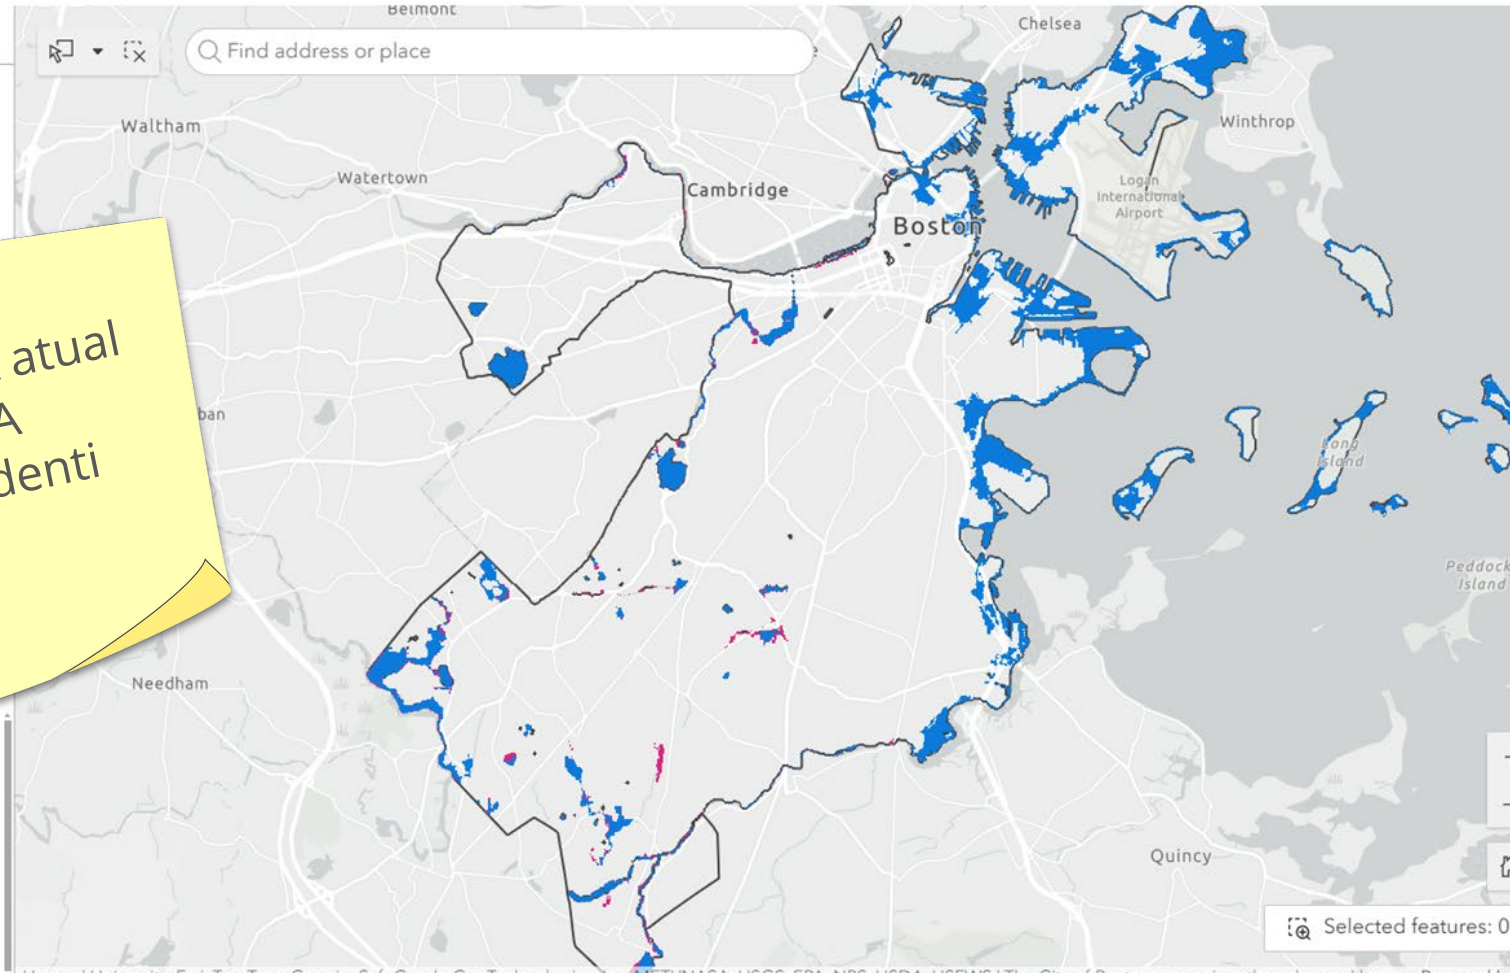 Belmont
Chelsea
Find address or place
Waltham
Winthrop
Watertown
Cambridge
Logan
International
Airport
Boston
atual
A
denti
ban
Long
Island
Peddock
Island
Needham
Quincy
Selected features: 0